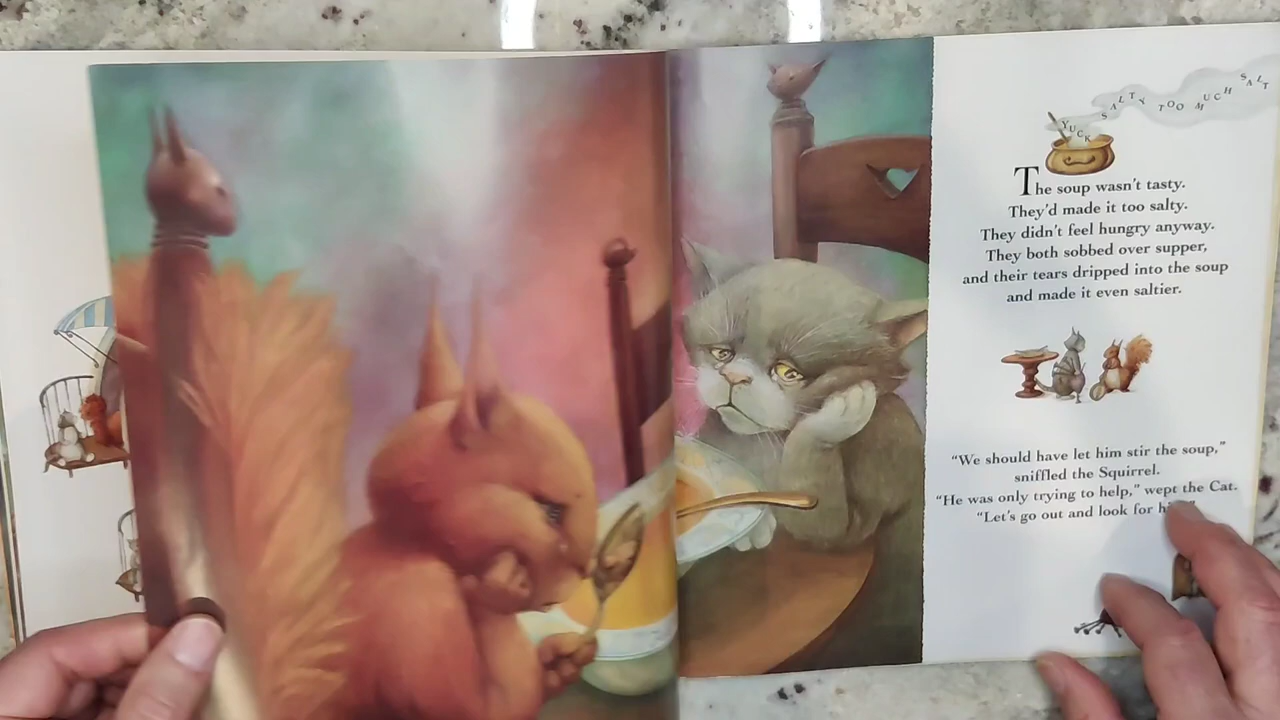 YUCK SALTY TOO MUCH SALT
The soup wasn't tasty.
They'd made it too salty.
They didn't feel hungry anyway.
They both sobbed over supper,
and their tears dripped into the soup
and made it even saltier.
"We should have let him stir the soup,"
sniffled the Squirrel.
"He was only trying to help," wept the Cat.
"Let's go out and look for